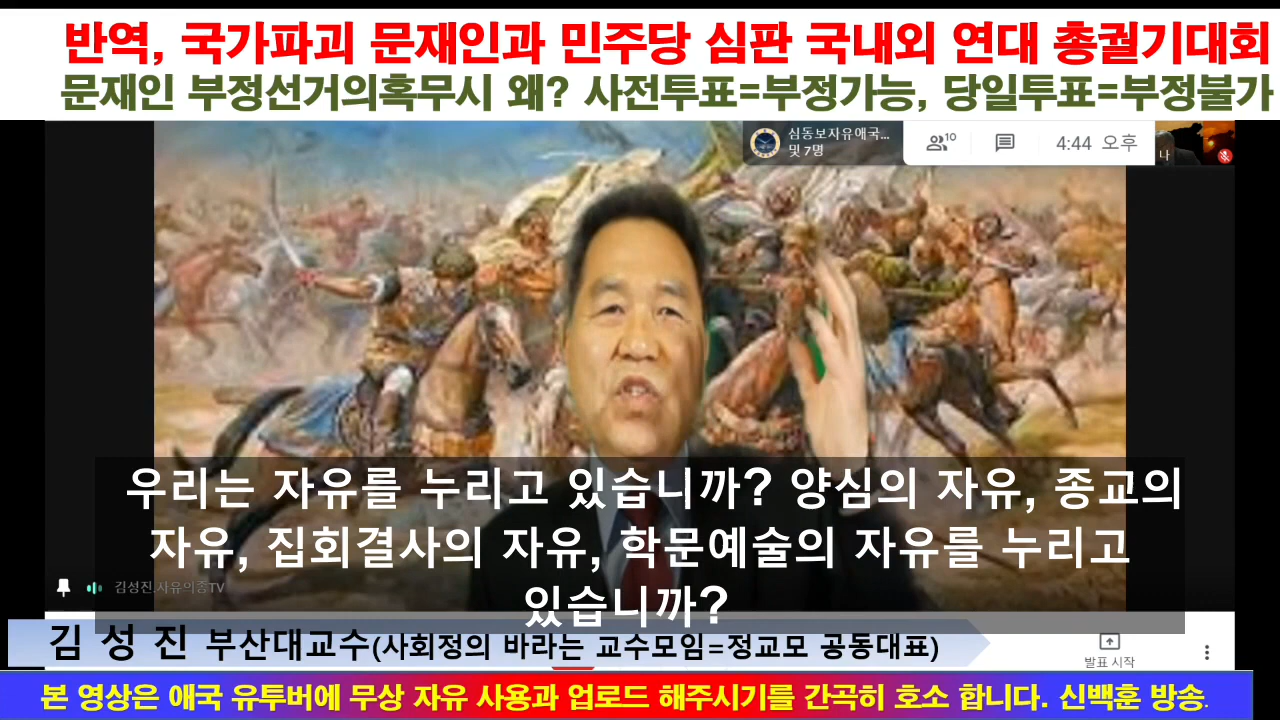 반역, 국가파괴 문재인과 민주당 심판 국내외 연대 총궐기대회
문재인 부정선거의혹무시 왜? 사전투표=부정가능, 당일투표=부정불가
심동보자유애국...
및 7명
10
4:44 오후
나
우리는 자유를 누리고 있습니까? 양심의 자유, 종교의
자유, 집회결사의 자유, 학문예술의 자유를 누리고
있습니까?
김성진.자유의종TV
김 성 진 부산대교수(사회정의 바라는 교수모임=정교모 공동대표)
발표 시작
본 영상은 애국 유투버에 무상 자유 사용과 업로드 해주시기를 간곡히 호소 합니다. 신백훈 방송.